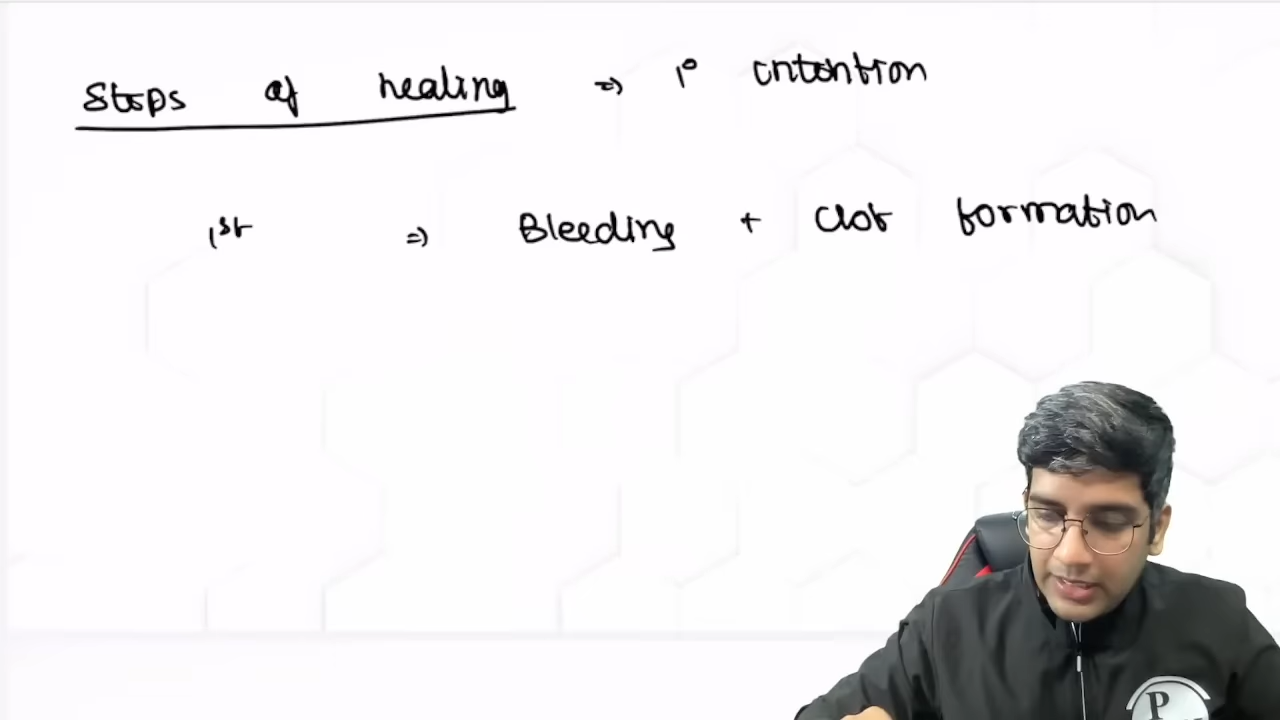 Steps of healing => 1° intention
1st => Bleeding + Clot formation
P